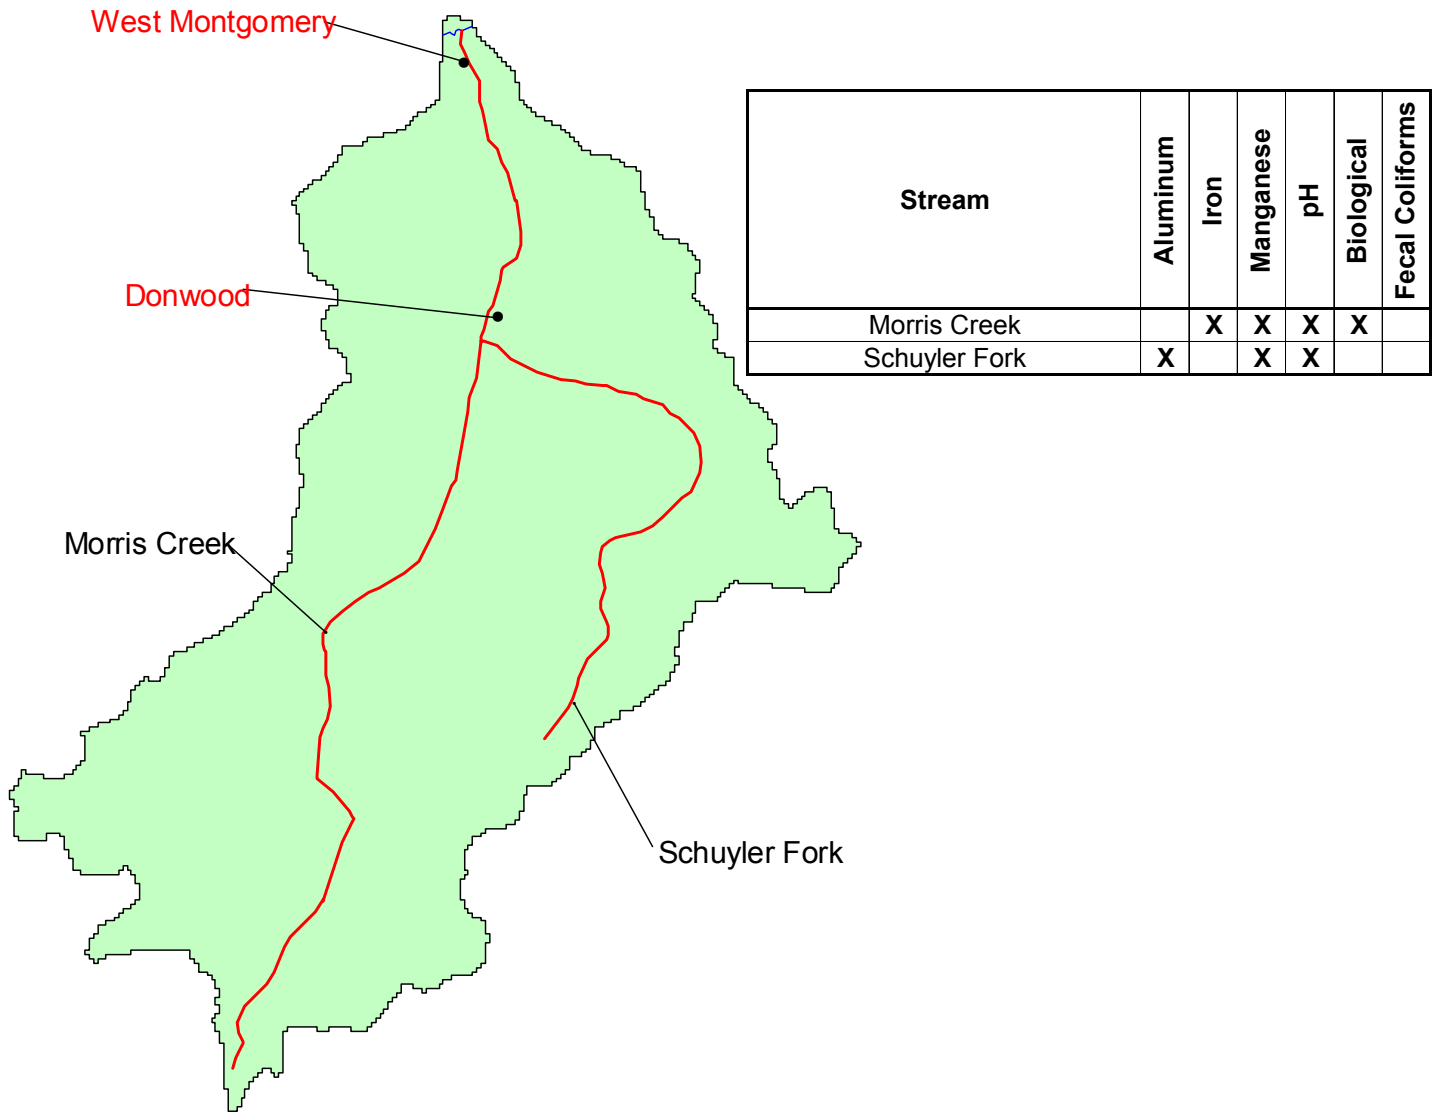 West Montgomery
Donwood
Morris Creek
Schuyler Fork
Stream Aluminum Iron Manganese pH Biological Fecal Coliforms
Morris Creek X X X X
Schuyler Fork X X X